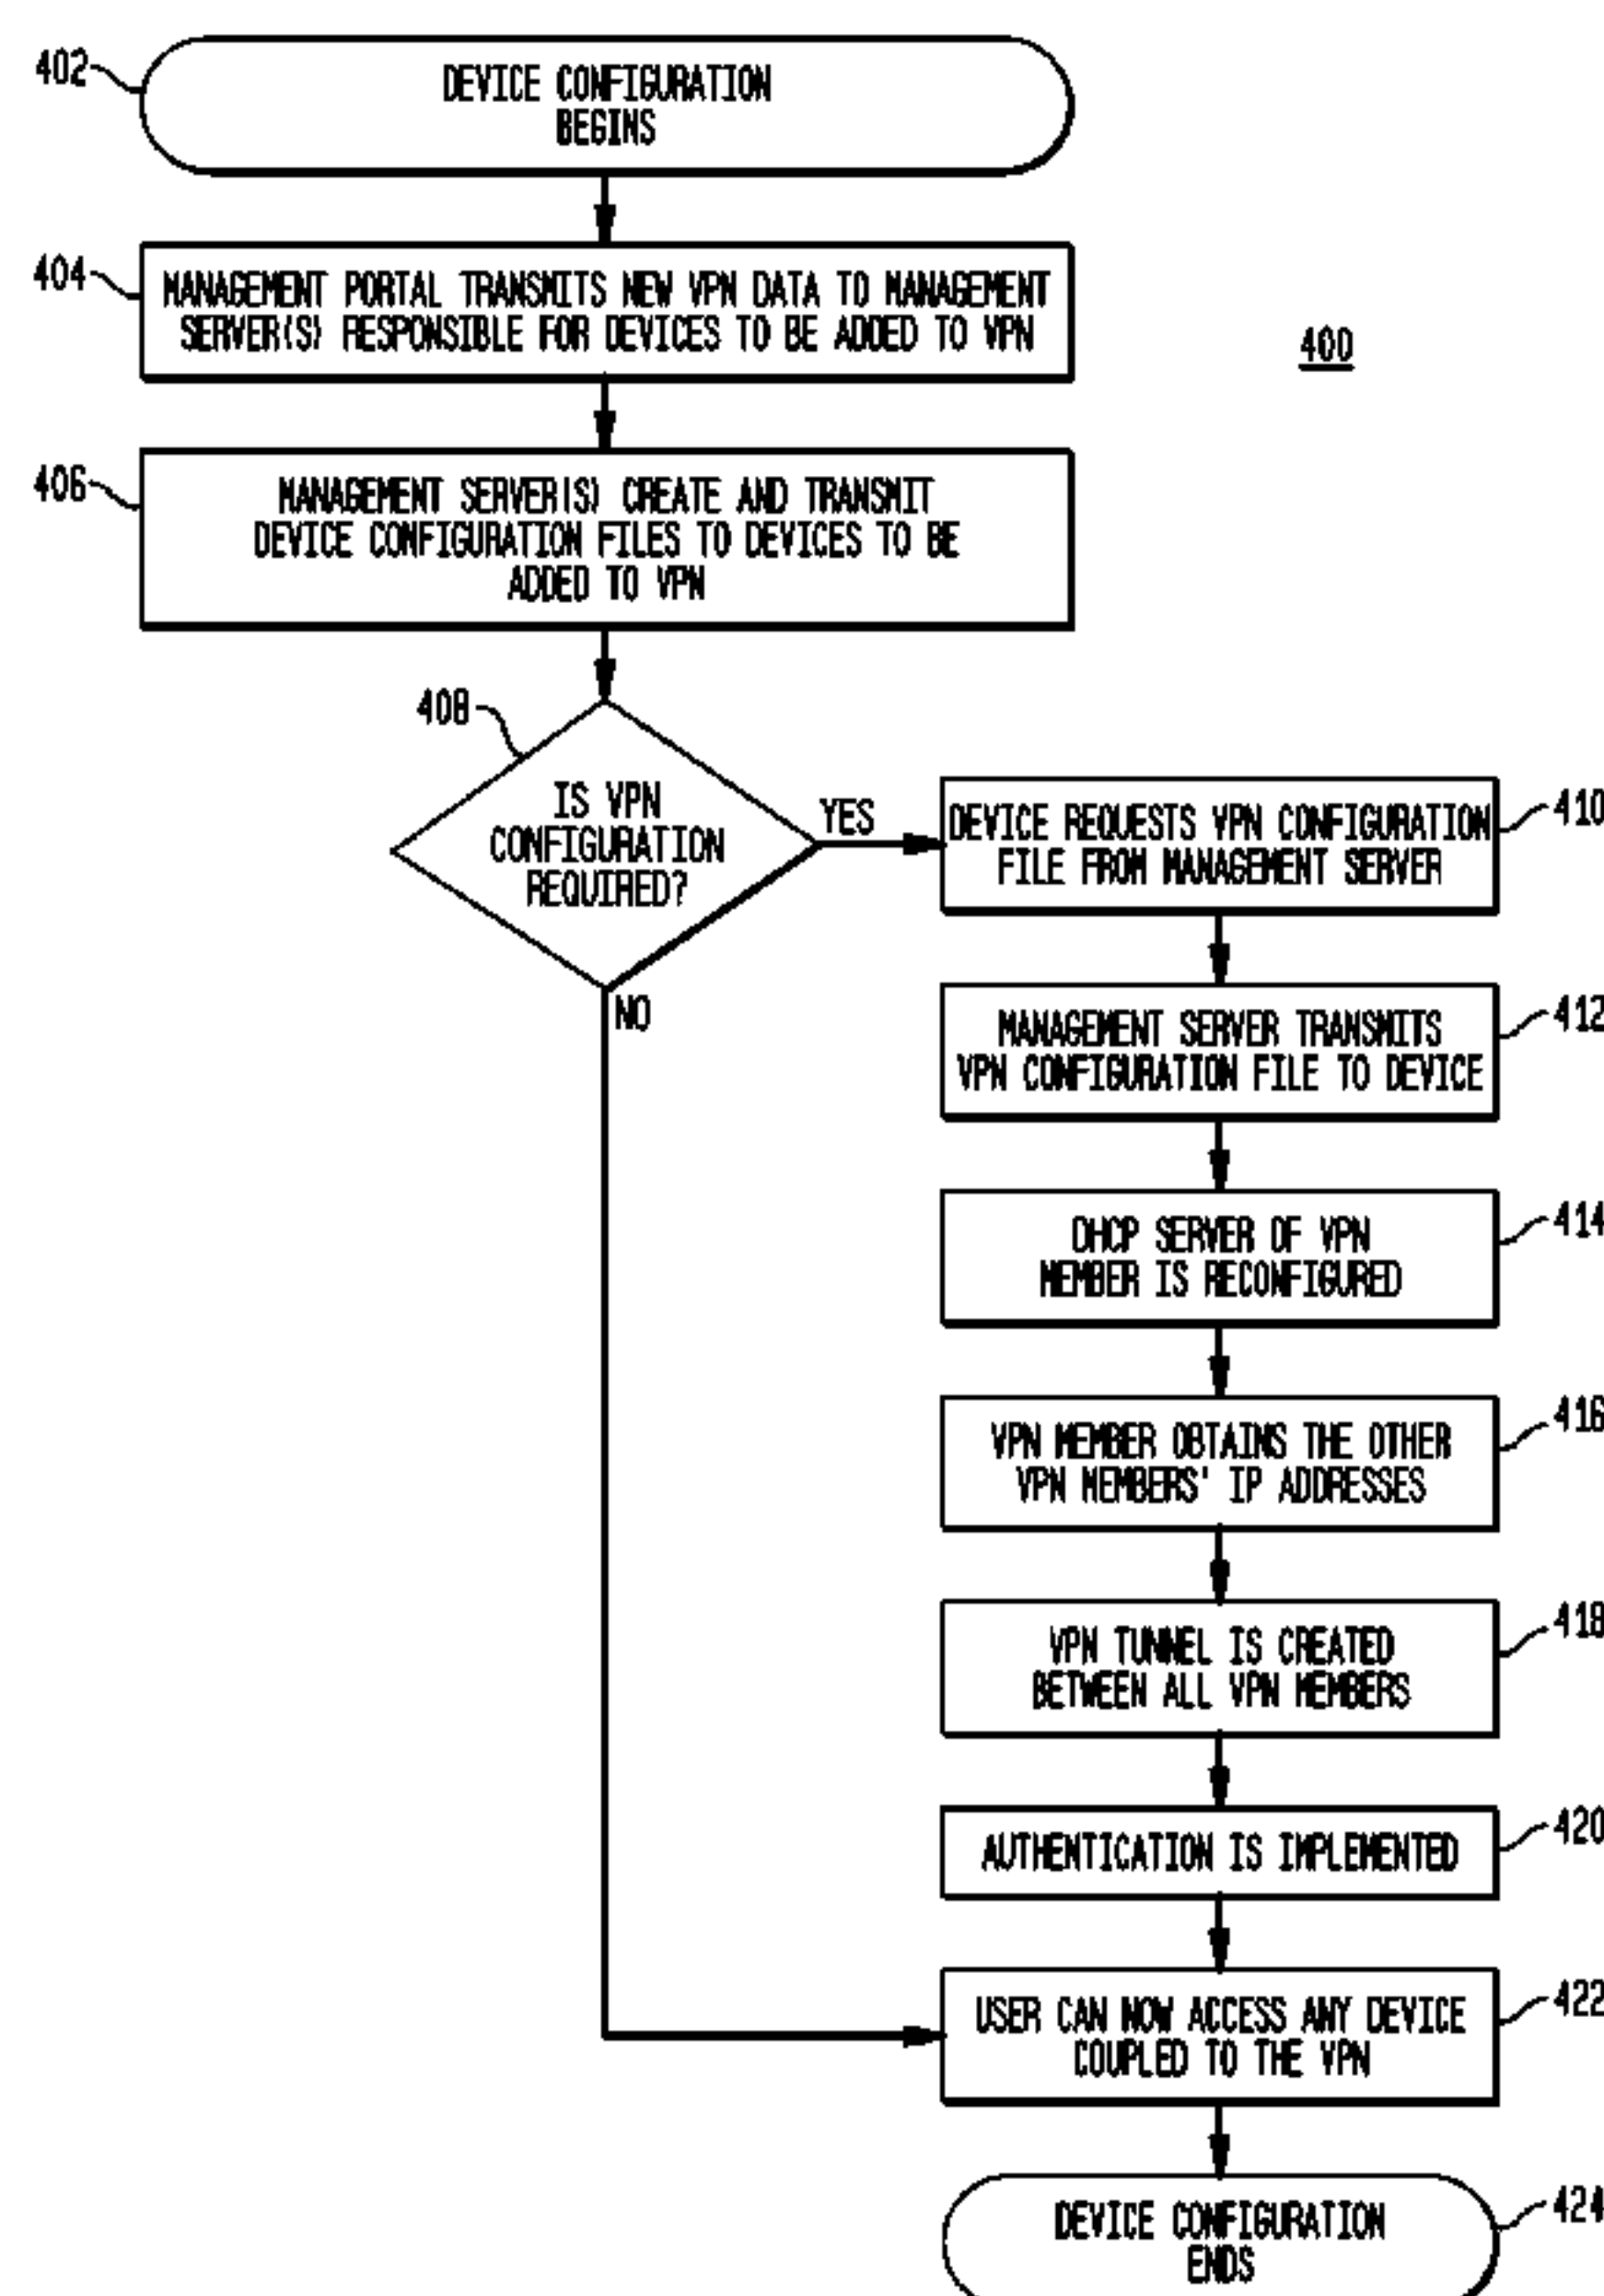 402
DEVICE CONFIGURATION
BEGINS
404
MANAGEMENT PORTAL TRANSMITS NEW VPN DATA TO MANAGEMENT
SERVER(S) RESPONSIBLE FOR DEVICES TO BE ADDED TO VPN
400
406
MANAGEMENT SERVER(S) CREATE AND TRANSMIT
DEVICE CONFIGURATION FILES TO DEVICES TO BE
ADDED TO VPN
408
IS VPN
CONFIGURATION
REQUIRED?
YES
NO
410
DEVICE REQUESTS VPN CONFIGURATION
FILE FROM MANAGEMENT SERVER
412
MANAGEMENT SERVER TRANSMITS
VPN CONFIGURATION FILE TO DEVICE
414
DHCP SERVER OF VPN
MEMBER IS RECONFIGURED
416
VPN MEMBER OBTAINS THE OTHER
VPN MEMBERS' IP ADDRESSES
418
VPN TUNNEL IS CREATED
BETWEEN ALL VPN MEMBERS
420
AUTHENTICATION IS IMPLEMENTED
422
USER CAN NOW ACCESS ANY DEVICE
COUPLED TO THE VPN
424
DEVICE CONFIGURATION
ENDS